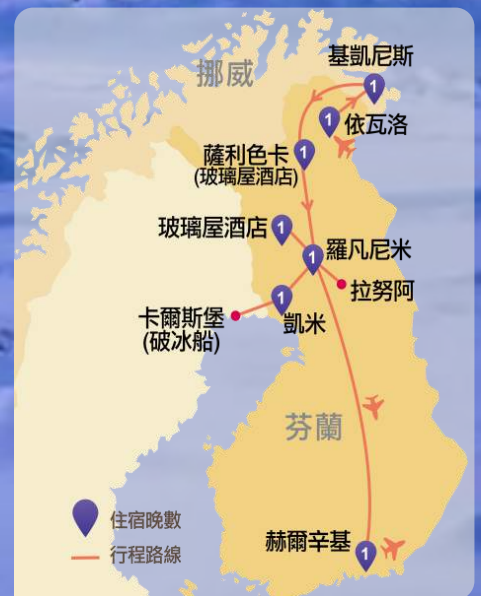 挪威
基凱尼斯
1
1
依瓦洛
薩利色卡
(玻璃屋酒店)
1
玻璃屋酒店
1
羅凡尼米
1
拉努阿
1
凱米
卡爾斯堡
(破冰船)
芬蘭
赫爾辛基
1
住宿晚數
行程路線